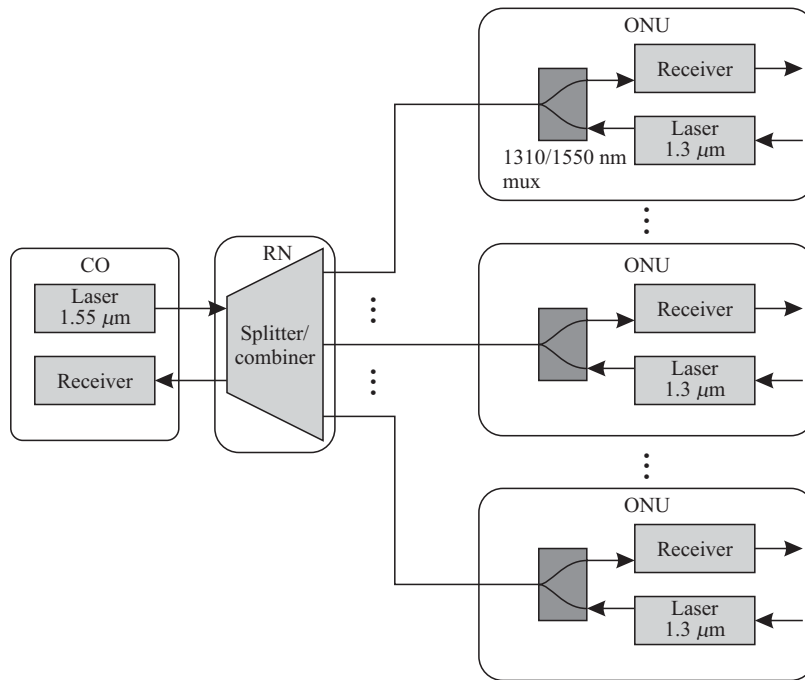 ONU
Receiver
Laser
1.3 μm
1310/1550 nm
mux
CO
Laser
1.55 μm
Receiver
RN
Splitter/
combiner
ONU
Receiver
Laser
1.3 μm
ONU
Receiver
Laser
1.3 μm